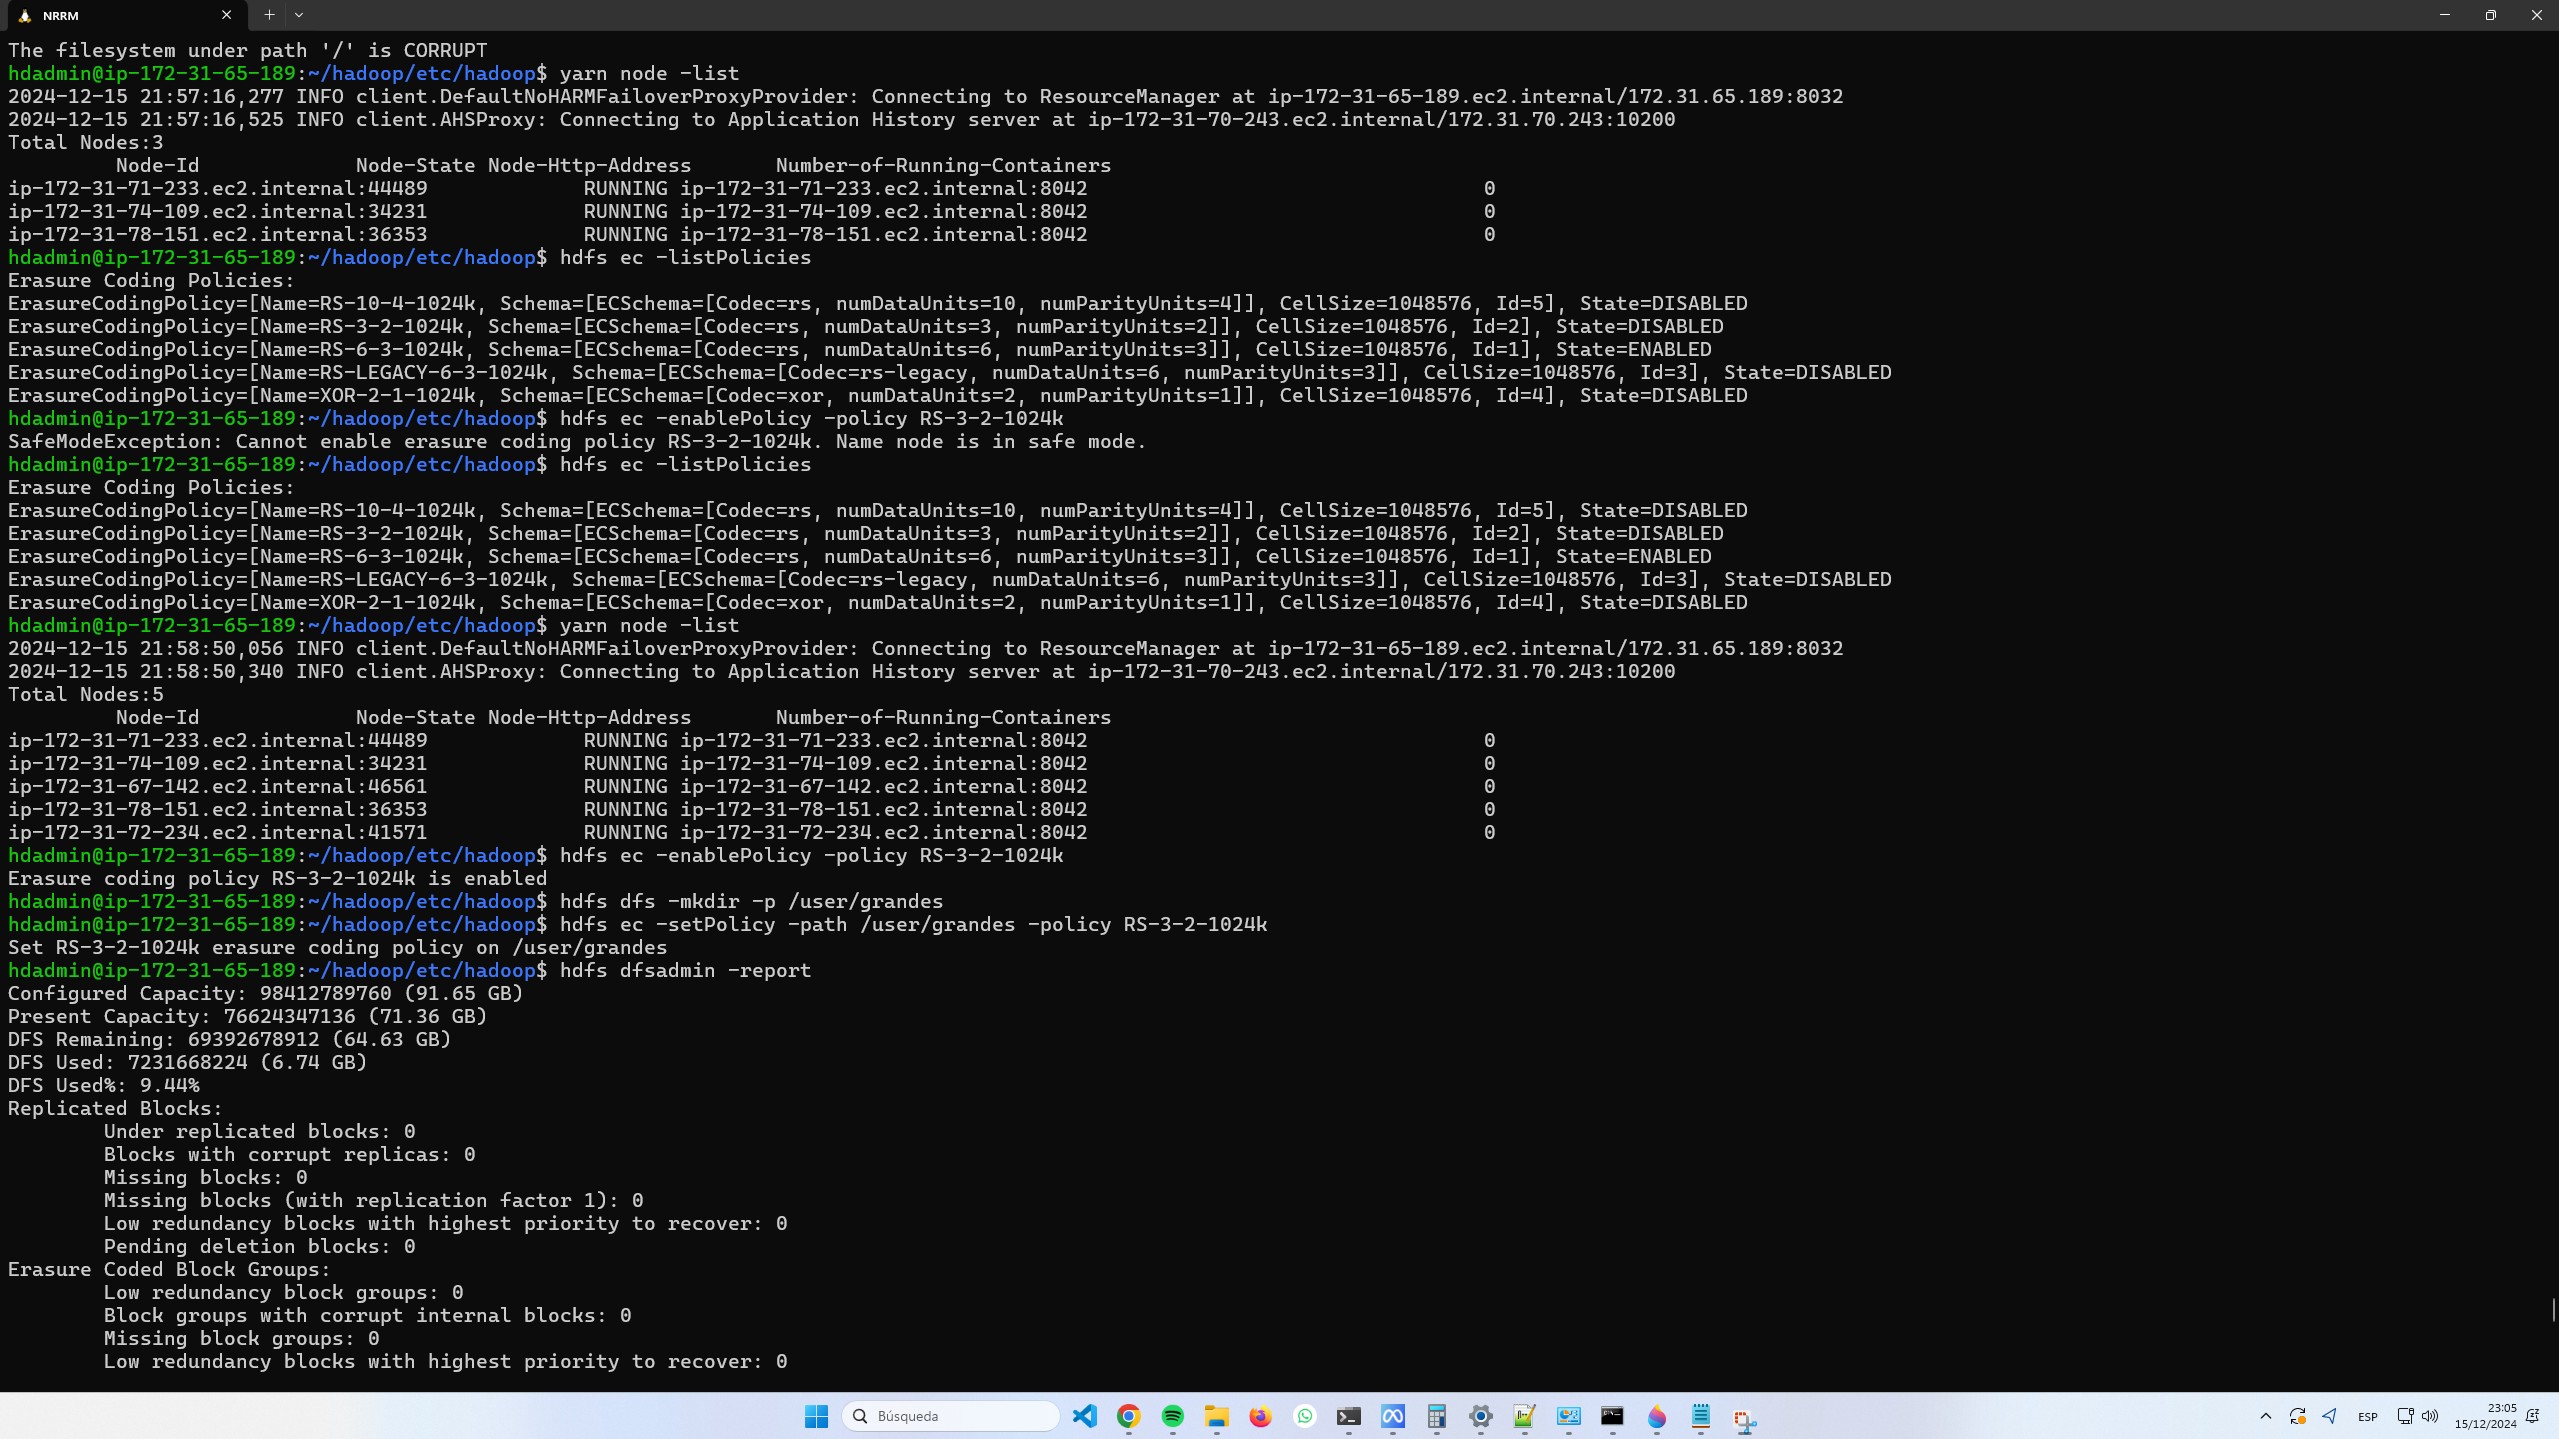 NRRM
The filesystem under path '/' is CORRUPT
hdadmin@ip-172-31-65-189:~/hadoop/etc/hadoop$ yarn node -list
2024-12-15 21:57:16,277 INFO client.DefaultNoHARMFailoverProxyProvider: Connecting to ResourceManager at ip-172-31-65-189.ec2.internal/172.31.65.189:8032
2024-12-15 21:57:16,525 INFO client.AHSProxy: Connecting to Application History server at ip-172-31-70-243.ec2.internal/172.31.70.243:10200
Total Nodes:3
Node-Id Node-State Node-Http-Address Number-of-Running-Containers
ip-172-31-71-233.ec2.internal:44489 RUNNING ip-172-31-71-233.ec2.internal:8042 0
ip-172-31-74-109.ec2.internal:34231 RUNNING ip-172-31-74-109.ec2.internal:8042 0
ip-172-31-78-151.ec2.internal:36353 RUNNING ip-172-31-78-151.ec2.internal:8042 0
hdadmin@ip-172-31-65-189:~/hadoop/etc/hadoop$ hdfs ec -listPolicies
Erasure Coding Policies:
ErasureCodingPolicy=[Name=RS-10-4-1024k, Schema=[ECSchema=[Codec=rs, numDataUnits=10, numParityUnits=4]], CellSize=1048576, Id=5], State=DISABLED
ErasureCodingPolicy=[Name=RS-3-2-1024k, Schema=[ECSchema=[Codec=rs, numDataUnits=3, numParityUnits=2]], CellSize=1048576, Id=2], State=DISABLED
ErasureCodingPolicy=[Name=RS-6-3-1024k, Schema=[ECSchema=[Codec=rs, numDataUnits=6, numParityUnits=3]], CellSize=1048576, Id=1], State=ENABLED
ErasureCodingPolicy=[Name=RS-LEGACY-6-3-1024k, Schema=[ECSchema=[Codec=rs-legacy, numDataUnits=6, numParityUnits=3]], CellSize=1048576, Id=3], State=DISABLED
ErasureCodingPolicy=[Name=XOR-2-1-1024k, Schema=[ECSchema=[Codec=xor, numDataUnits=2, numParityUnits=1]], CellSize=1048576, Id=4], State=DISABLED
hdadmin@ip-172-31-65-189:~/hadoop/etc/hadoop$ hdfs ec -enablePolicy -policy RS-3-2-1024k
SafeModeException: Cannot enable erasure coding policy RS-3-2-1024k. Name node is in safe mode.
hdadmin@ip-172-31-65-189:~/hadoop/etc/hadoop$ hdfs ec -listPolicies
Erasure Coding Policies:
ErasureCodingPolicy=[Name=RS-10-4-1024k, Schema=[ECSchema=[Codec=rs, numDataUnits=10, numParityUnits=4]], CellSize=1048576, Id=5], State=DISABLED
ErasureCodingPolicy=[Name=RS-3-2-1024k, Schema=[ECSchema=[Codec=rs, numDataUnits=3, numParityUnits=2]], CellSize=1048576, Id=2], State=DISABLED
ErasureCodingPolicy=[Name=RS-6-3-1024k, Schema=[ECSchema=[Codec=rs, numDataUnits=6, numParityUnits=3]], CellSize=1048576, Id=1], State=ENABLED
ErasureCodingPolicy=[Name=RS-LEGACY-6-3-1024k, Schema=[ECSchema=[Codec=rs-legacy, numDataUnits=6, numParityUnits=3]], CellSize=1048576, Id=3], State=DISABLED
ErasureCodingPolicy=[Name=XOR-2-1-1024k, Schema=[ECSchema=[Codec=xor, numDataUnits=2, numParityUnits=1]], CellSize=1048576, Id=4], State=DISABLED
hdadmin@ip-172-31-65-189:~/hadoop/etc/hadoop$ yarn node -list
2024-12-15 21:58:50,056 INFO client.DefaultNoHARMFailoverProxyProvider: Connecting to ResourceManager at ip-172-31-65-189.ec2.internal/172.31.65.189:8032
2024-12-15 21:58:50,340 INFO client.AHSProxy: Connecting to Application History server at ip-172-31-70-243.ec2.internal/172.31.70.243:10200
Total Nodes:5
Node-Id Node-State Node-Http-Address Number-of-Running-Containers
ip-172-31-71-233.ec2.internal:44489 RUNNING ip-172-31-71-233.ec2.internal:8042 0
ip-172-31-74-109.ec2.internal:34231 RUNNING ip-172-31-74-109.ec2.internal:8042 0
ip-172-31-67-142.ec2.internal:46561 RUNNING ip-172-31-67-142.ec2.internal:8042 0
ip-172-31-78-151.ec2.internal:36353 RUNNING ip-172-31-78-151.ec2.internal:8042 0
ip-172-31-72-234.ec2.internal:41571 RUNNING ip-172-31-72-234.ec2.internal:8042 0
hdadmin@ip-172-31-65-189:~/hadoop/etc/hadoop$ hdfs ec -enablePolicy -policy RS-3-2-1024k
Erasure coding policy RS-3-2-1024k is enabled
hdadmin@ip-172-31-65-189:~/hadoop/etc/hadoop$ hdfs dfs -mkdir -p /user/grandes
hdadmin@ip-172-31-65-189:~/hadoop/etc/hadoop$ hdfs ec -setPolicy -path /user/grandes -policy RS-3-2-1024k
Set RS-3-2-1024k erasure coding policy on /user/grandes
hdadmin@ip-172-31-65-189:~/hadoop/etc/hadoop$ hdfs dfsadmin -report
Configured Capacity: 98412789760 (91.65 GB)
Present Capacity: 76624347136 (71.36 GB)
DFS Remaining: 69392678912 (64.63 GB)
DFS Used: 7231668224 (6.74 GB)
DFS Used%: 9.44%
Replicated Blocks:
Under replicated blocks: 0
Blocks with corrupt replicas: 0
Missing blocks: 0
Missing blocks (with replication factor 1): 0
Low redundancy blocks with highest priority to recover: 0
Pending deletion blocks: 0
Erasure Coded Block Groups:
Low redundancy block groups: 0
Block groups with corrupt internal blocks: 0
Missing block groups: 0
Low redundancy blocks with highest priority to recover: 0
Búsqueda
ESP
23:05
15/12/2024